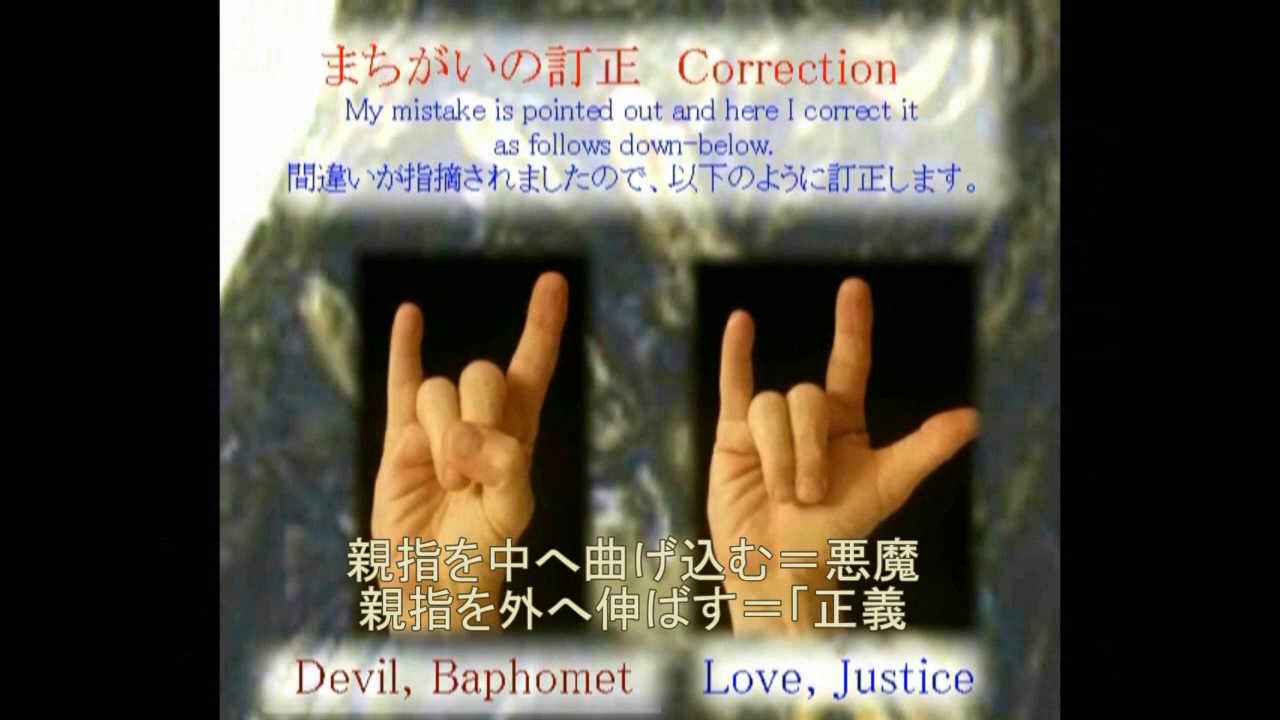 まちがいの訂正 Correction
My mistake is pointed out and here I correct it
as follows down-below.
間違いが指摘されましたので、以下のように訂正します。
親指を中へ曲げ込む＝悪魔
親指を外へ伸ばす＝「正義
Devil, Baphomet
Love, Justice